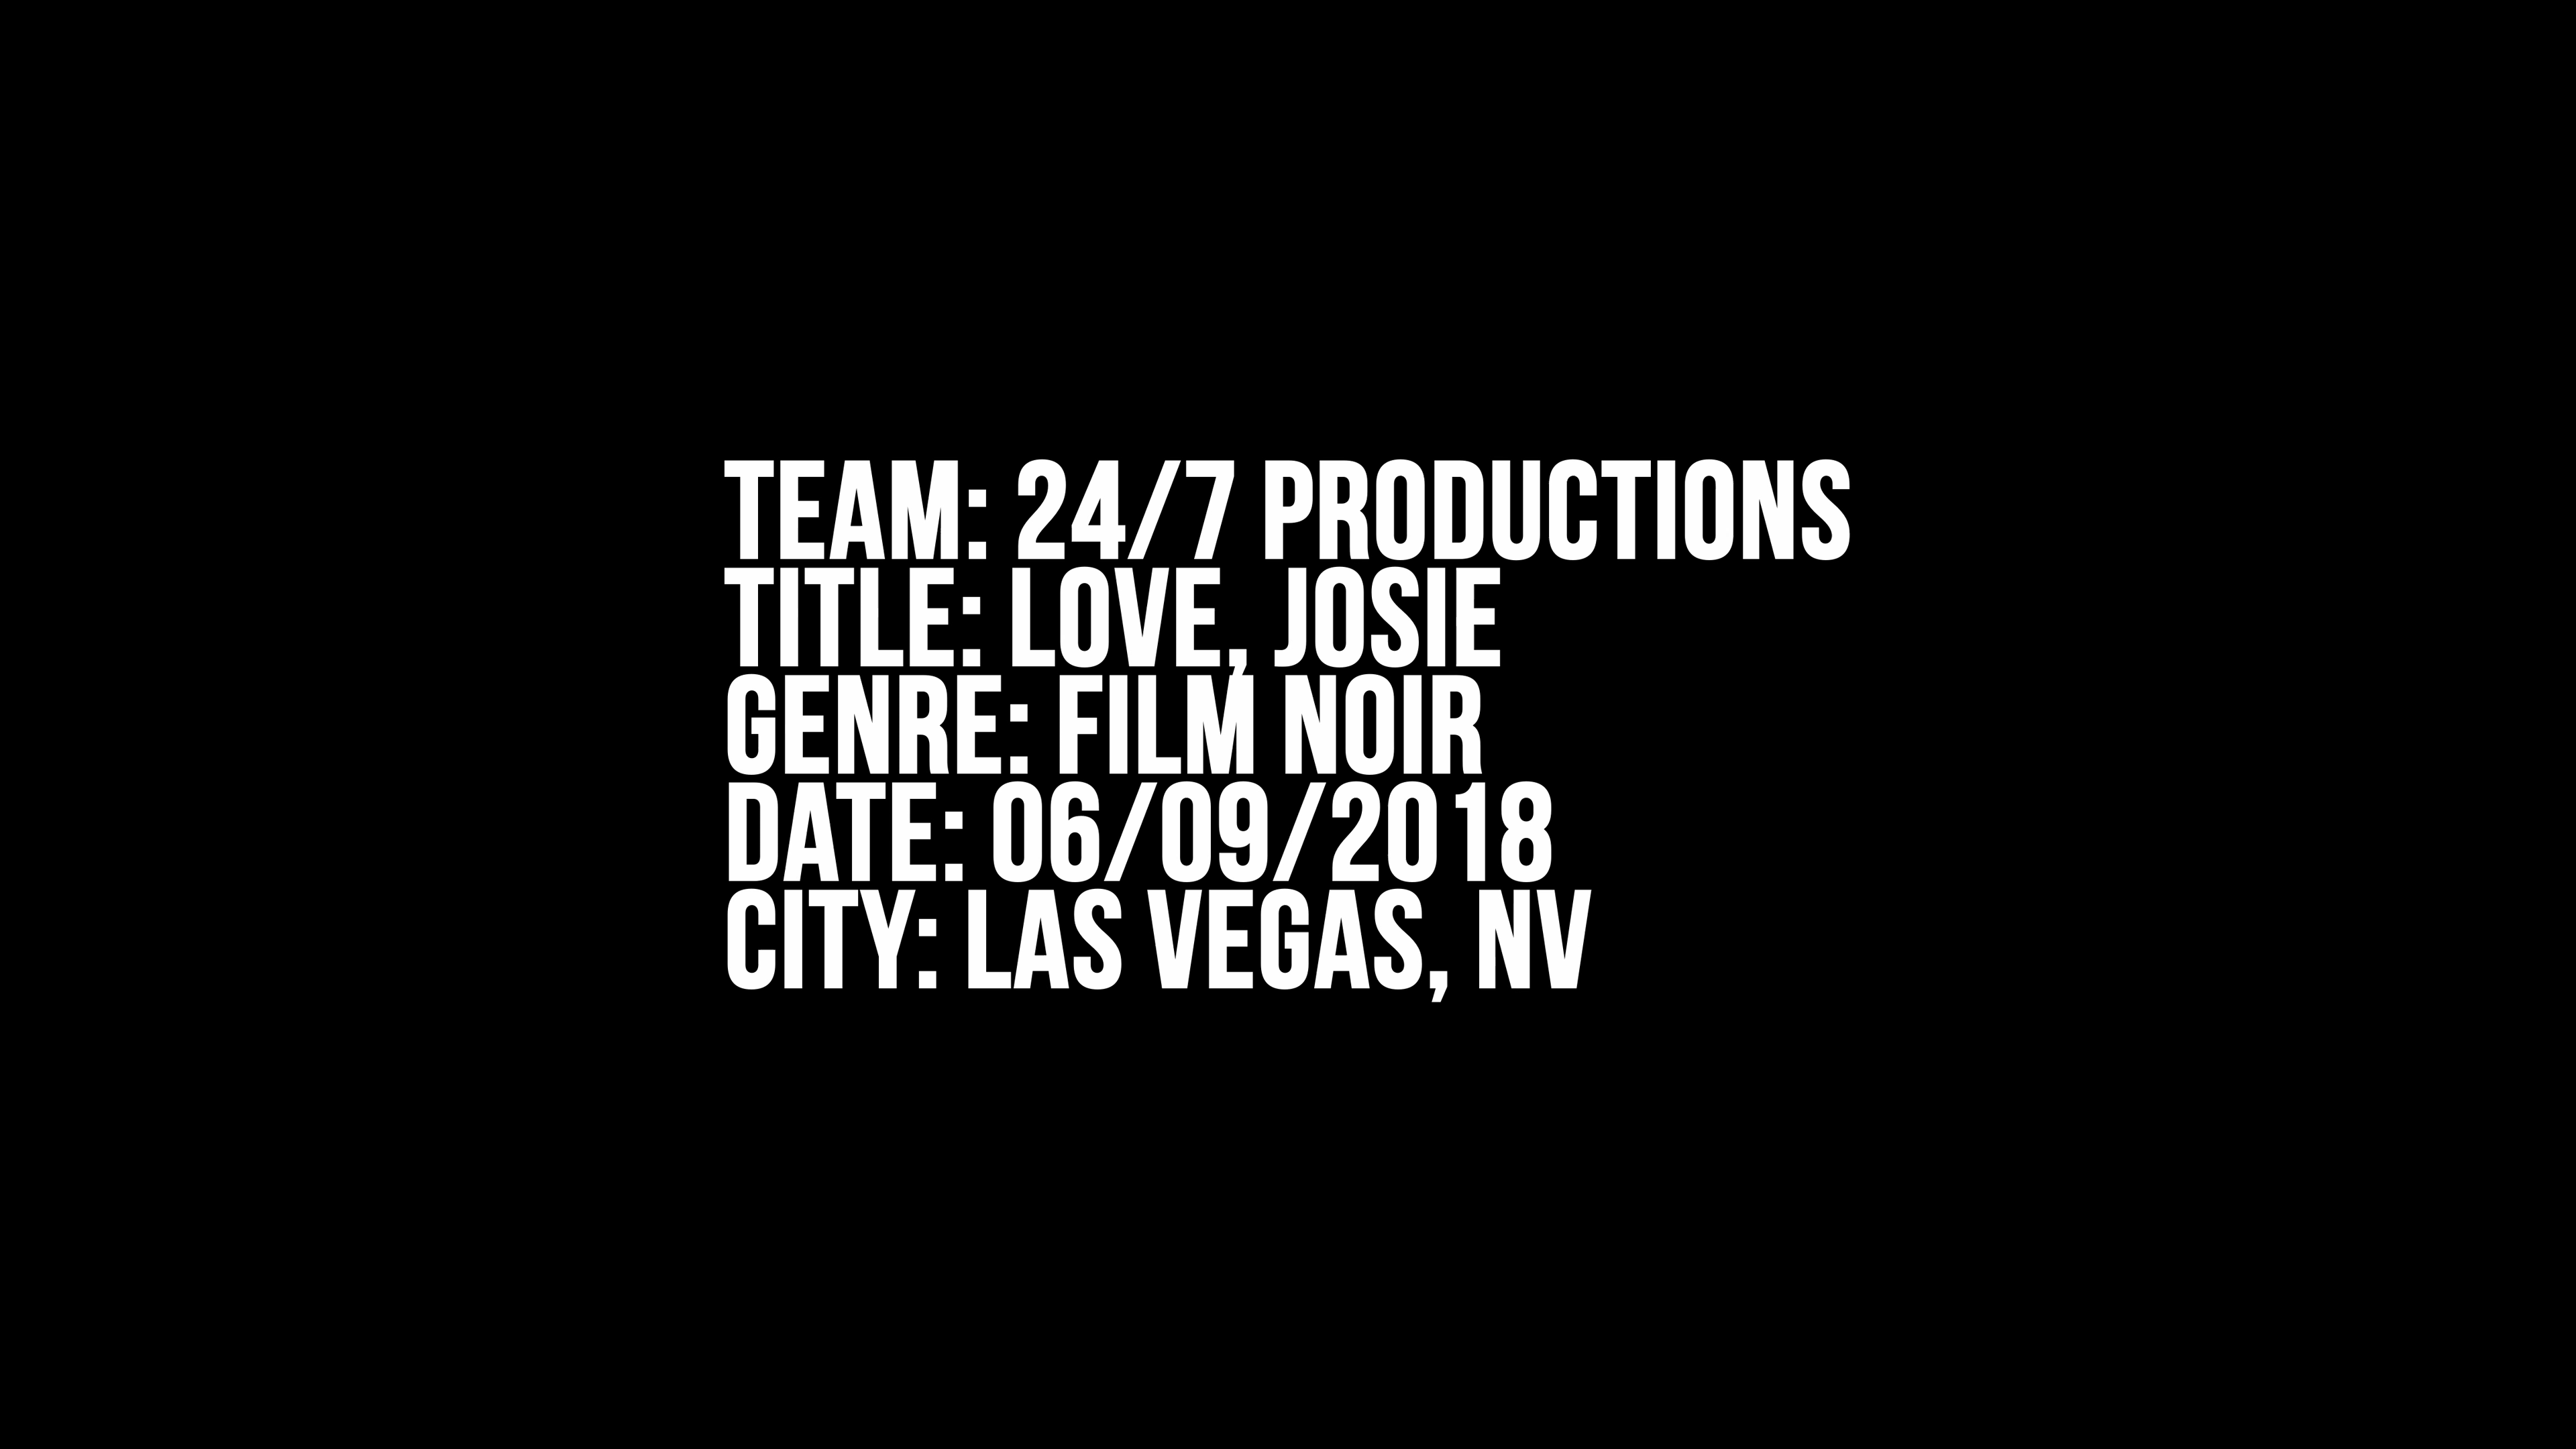 TEAM: 24/7 PRODUCTIONS
TITLE: LOVE, JOSIE
GENRE: FILM NOIR
DATE: 06/09/2018
CITY: LAS VEGAS, NV